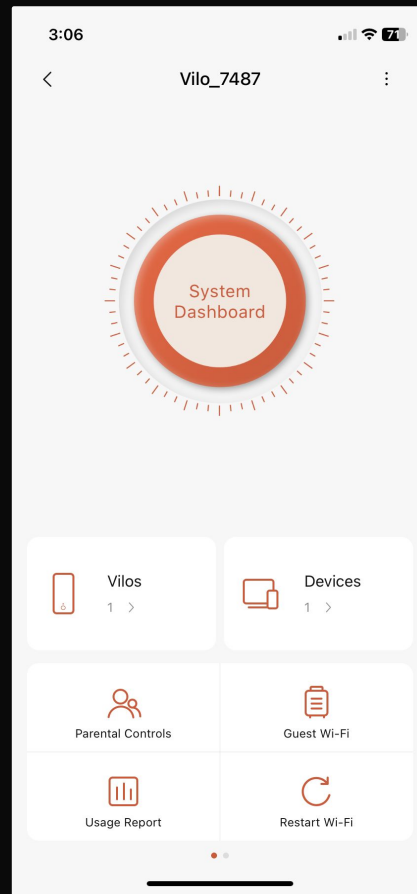 3:06
71
Vilo_7487
System
Dashboard
Vilos
1
Devices
1
Parental Controls
Guest Wi-Fi
Usage Report
Restart Wi-Fi